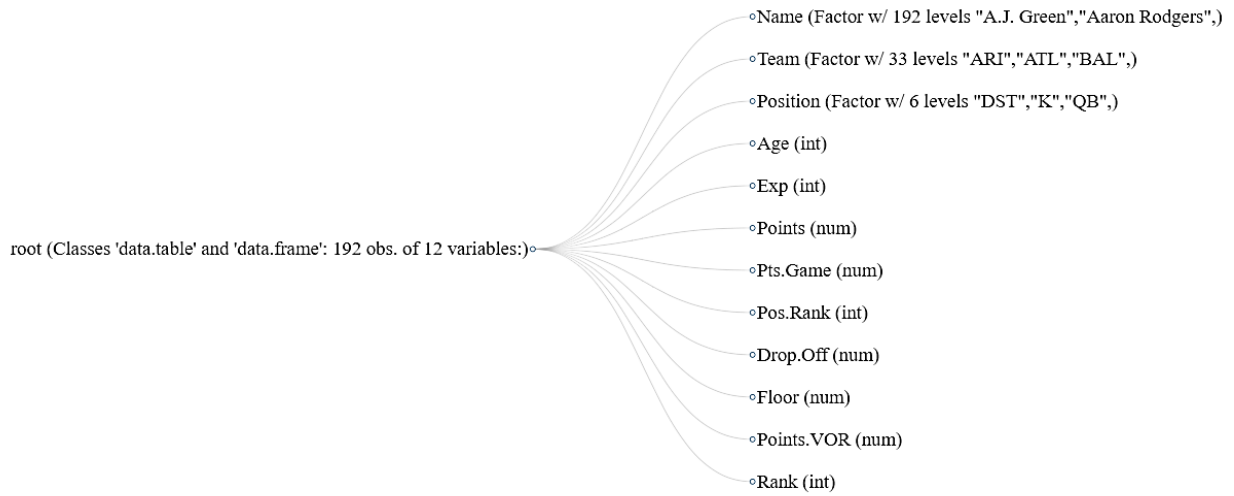 Name (Factor w/ 192 levels "A.J. Green","Aaron Rodgers",)
Team (Factor w/ 33 levels "ARI","ATL","BAL",)
Position (Factor w/ 6 levels "DST","K","QB",)
Age (int)
Exp (int)
Points (num)
root (Classes 'data.table' and 'data.frame': 192 obs. of 12 variables:)
Pts.Game (num)
Pos.Rank (int)
Drop.Off (num)
Floor (num)
Points.VOR (num)
Rank (int)